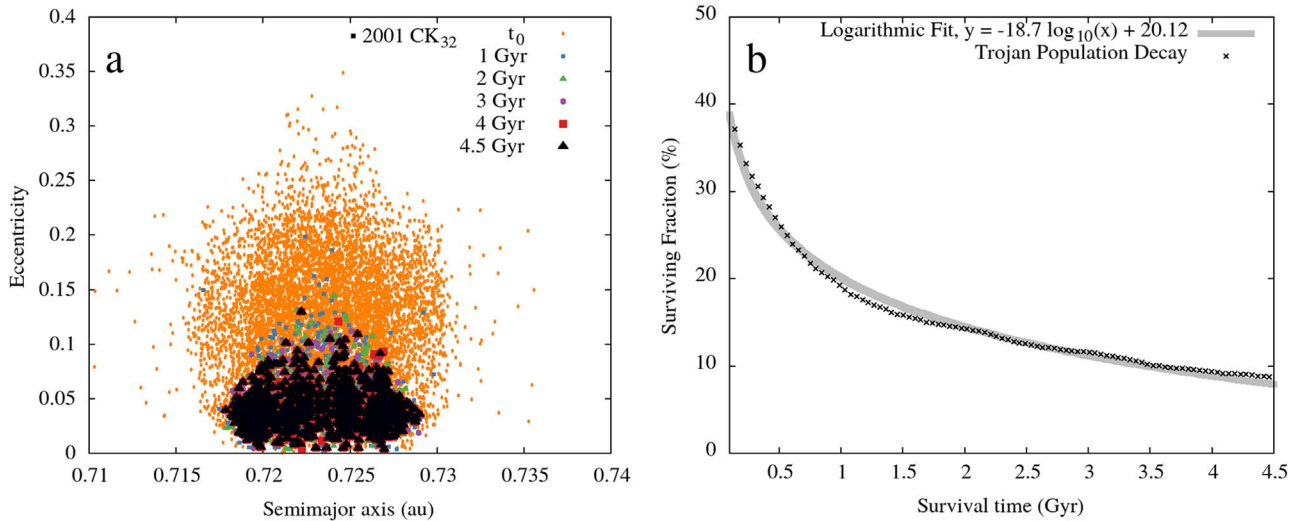 a
2001 CK32
t0
1 Gyr
2 Gyr
3 Gyr
4 Gyr
4.5 Gyr
Eccentricity
0.4
0.35
0.3
0.25
0.2
0.15
0.1
0.05
0
0.71 0.715 0.72 0.725 0.73 0.735 0.74
Semimajor axis (au)
b
Logarithmic Fit, y = -18.7 log10(x) + 20.12
Trojan Population Decay
Surviving Fraciton (%)
50
40
30
20
10
0
0.5 1 1.5 2 2.5 3 3.5 4 4.5
Survival time (Gyr)